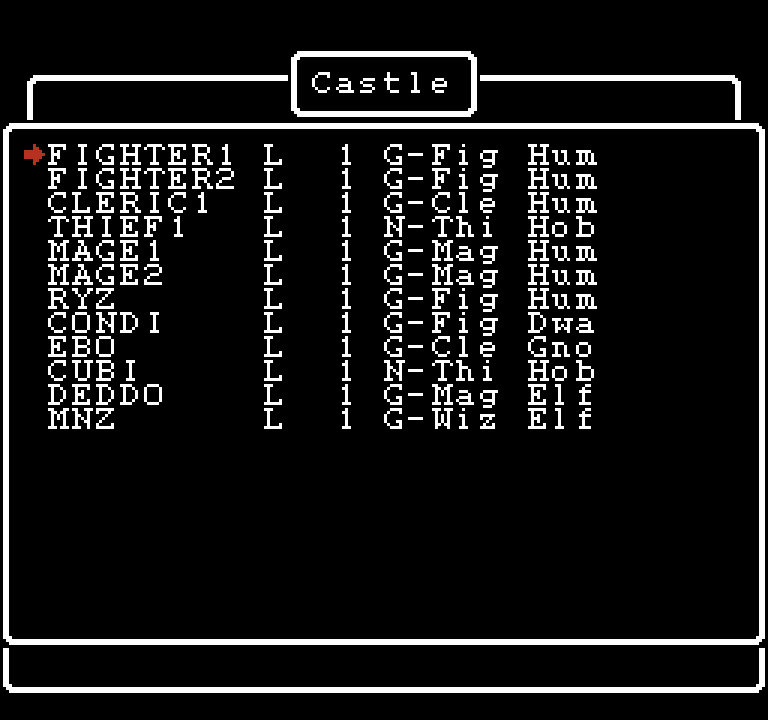 Castle
FIGHTER1 L 1 G-Fig Hum
FIGHTER2 L 1 G-Fig Hum
CLERIC1 L 1 G-Cle Hum
THIEF1 L 1 N-Thi Hob
MAGE1 L 1 G-Mag Hum
MAGE2 L 1 G-Mag Hum
RYZ L 1 G-Fig Hum
CONDI L 1 G-Fig Dwa
EBO L 1 G-Cle Gno
CUBI L 1 N-Thi Hob
DEDDO L 1 G-Mag Elf
MNZ L 1 G-Wiz Elf